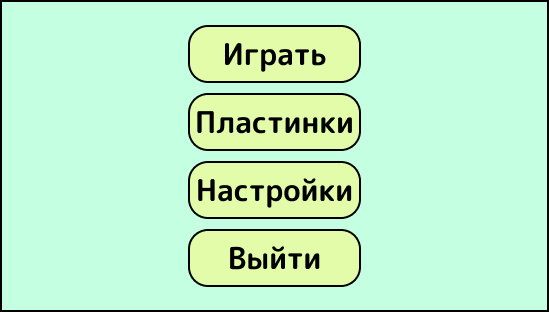 Играть
Пластинки
Настройки
Выйти